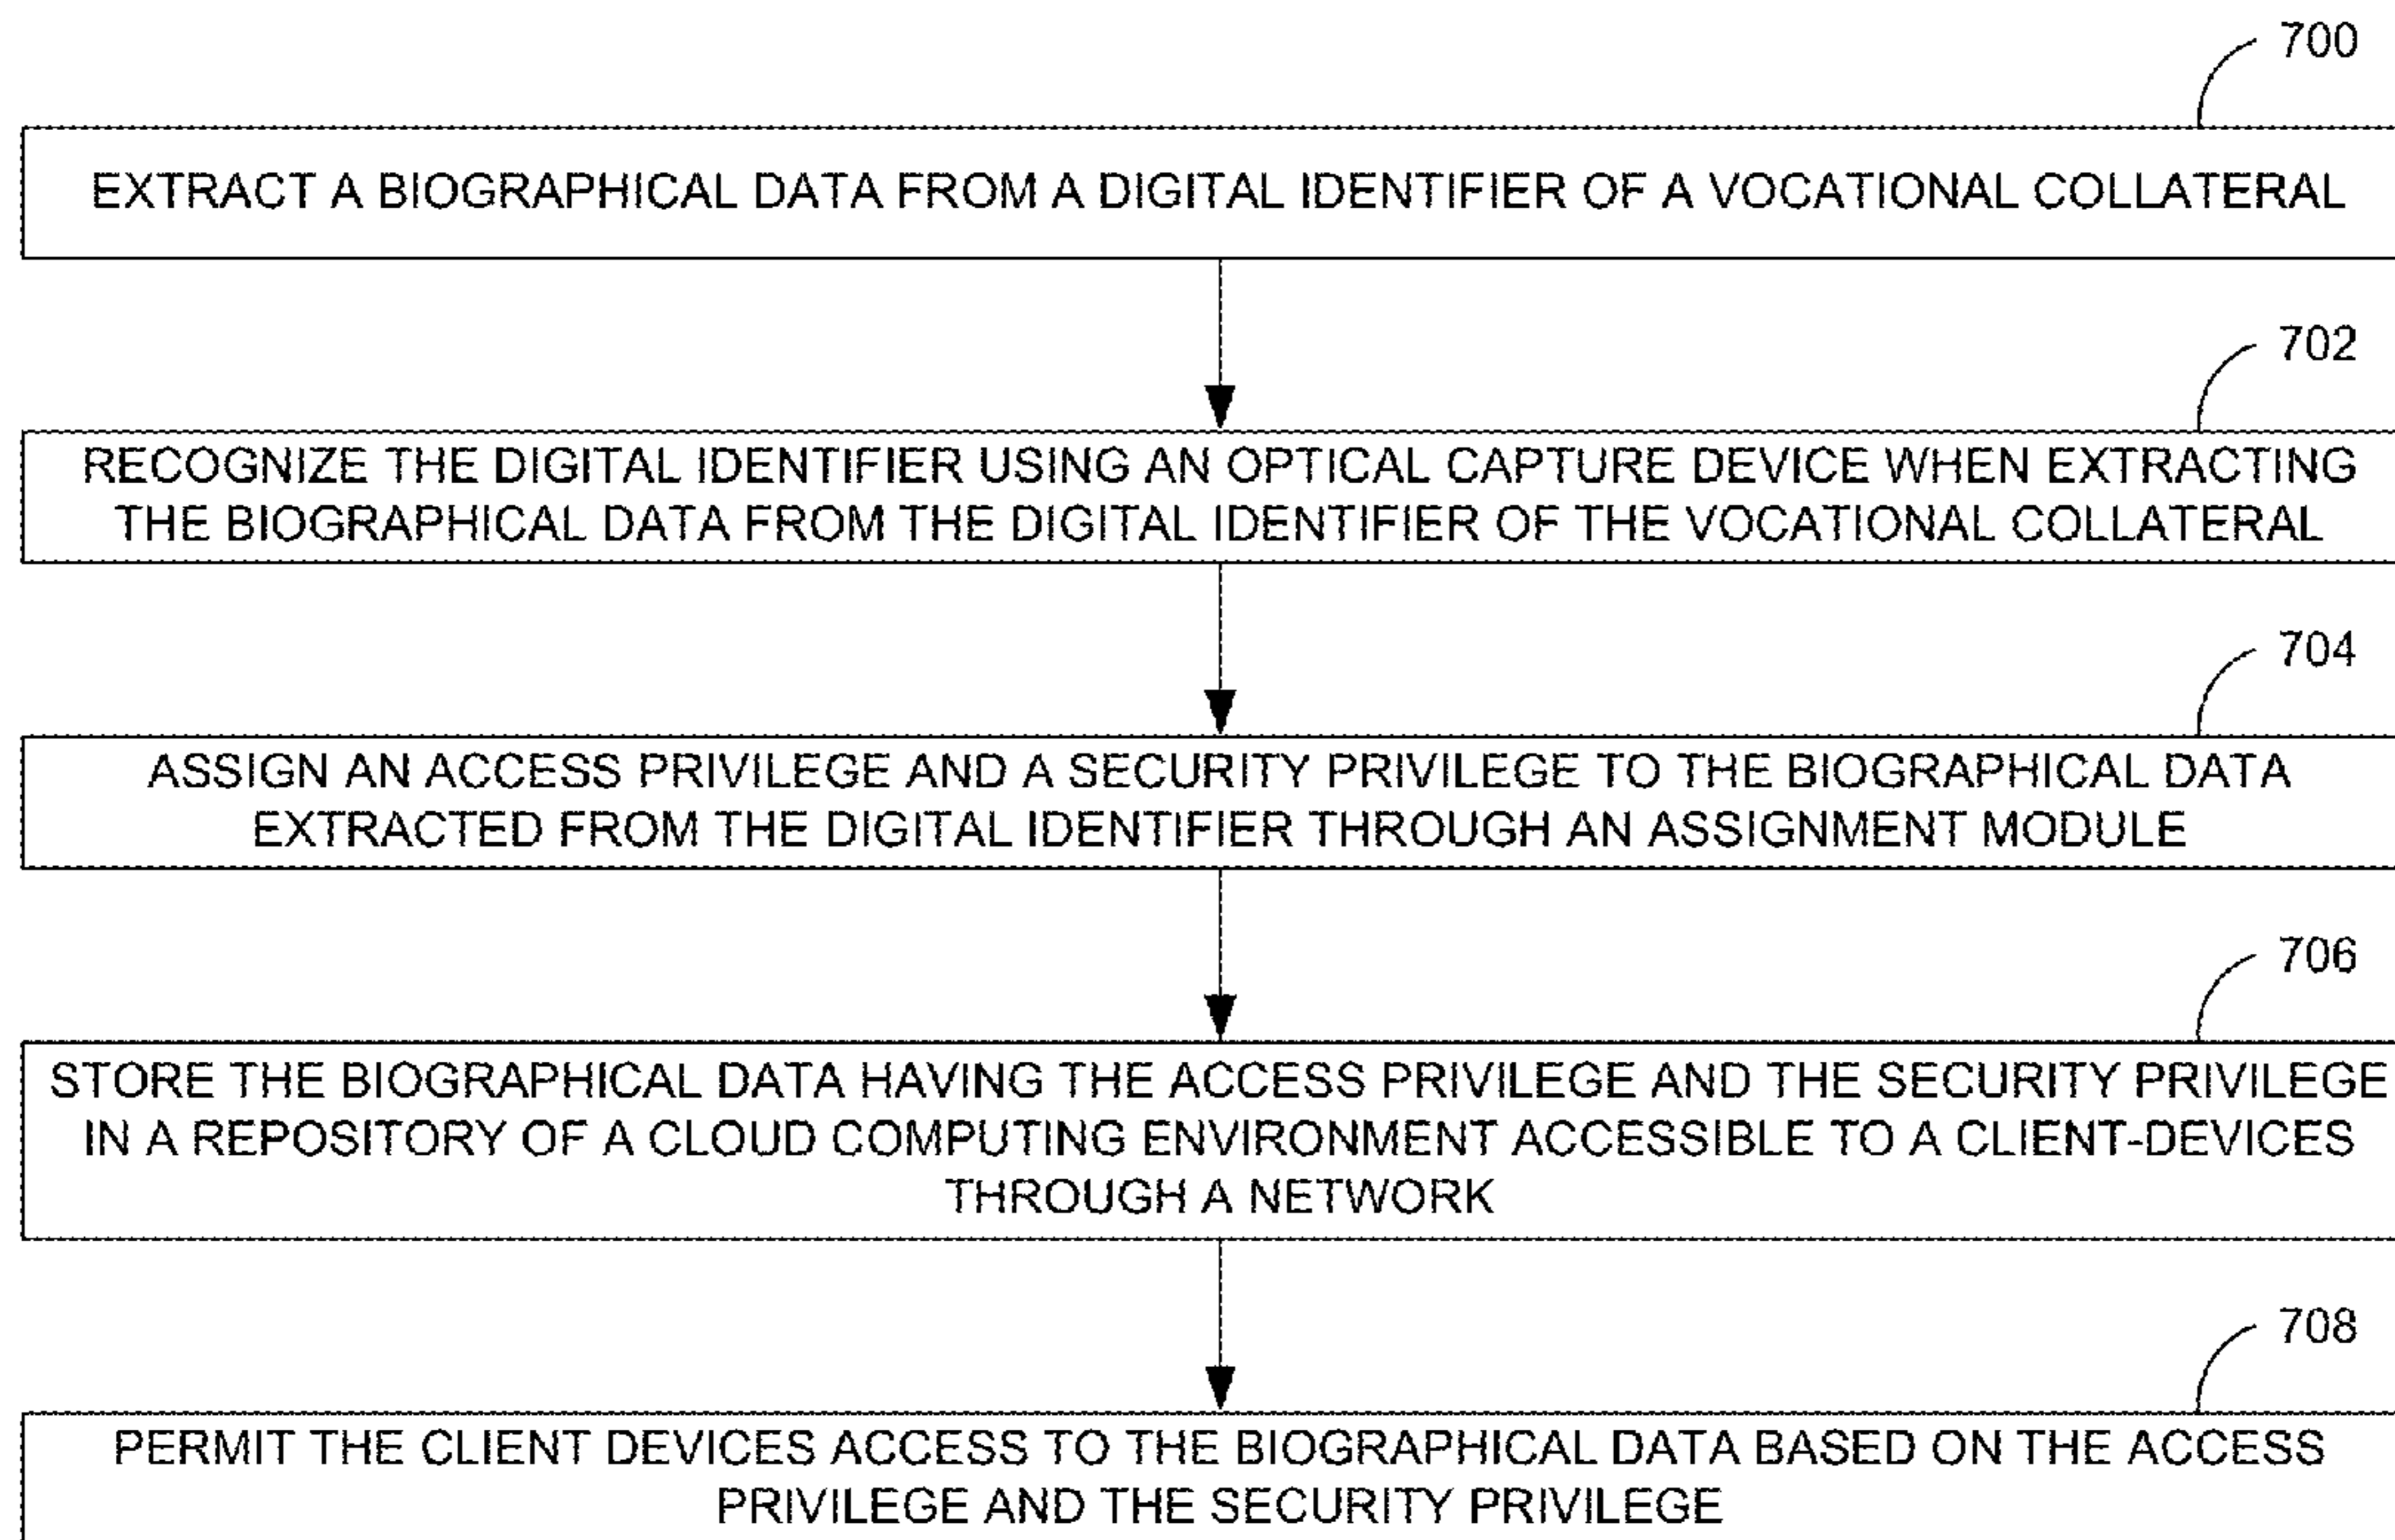 700
EXTRACT A BIOGRAPHICAL DATA FROM A DIGITAL IDENTIFIER OF A VOCATIONAL COLLATERAL
702
RECOGNIZE THE DIGITAL IDENTIFIER USING AN OPTICAL CAPTURE DEVICE WHEN EXTRACTING
THE BIOGRAPHICAL DATA FROM THE DIGITAL IDENTIFIER OF THE VOCATIONAL COLLATERAL
704
ASSIGN AN ACCESS PRIVILEGE AND A SECURITY PRIVILEGE TO THE BIOGRAPHICAL DATA
EXTRACTED FROM THE DIGITAL IDENTIFIER THROUGH AN ASSIGNMENT MODULE
706
STORE THE BIOGRAPHICAL DATA HAVING THE ACCESS PRIVILEGE AND THE SECURITY PRIVILEGE
IN A REPOSITORY OF A CLOUD COMPUTING ENVIRONMENT ACCESSIBLE TO A CLIENT-DEVICES
THROUGH A NETWORK
708
PERMIT THE CLIENT DEVICES ACCESS TO THE BIOGRAPHICAL DATA BASED ON THE ACCESS
PRIVILEGE AND THE SECURITY PRIVILEGE